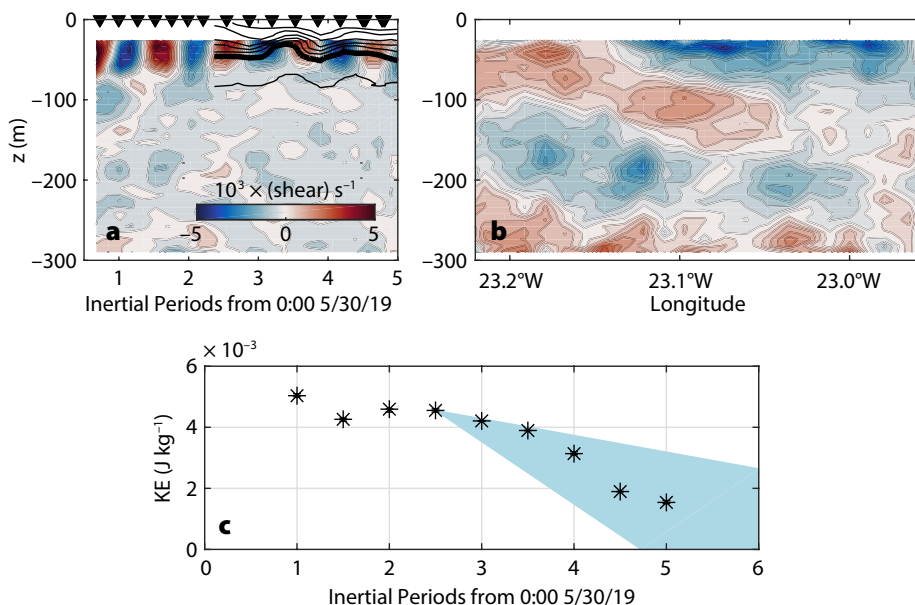 0
−100
−200
−300
z (m)
10³ × (shear) s⁻¹
−5 0 5
a
1 2 3 4 5
Inertial Periods from 0:00 5/30/19
0
−100
−200
−300
b
23.2°W 23.1°W 23.0°W
Longitude
× 10⁻³
6
4
2
0
KE (J kg⁻¹)
c
0 1 2 3 4 5 6
Inertial Periods from 0:00 5/30/19